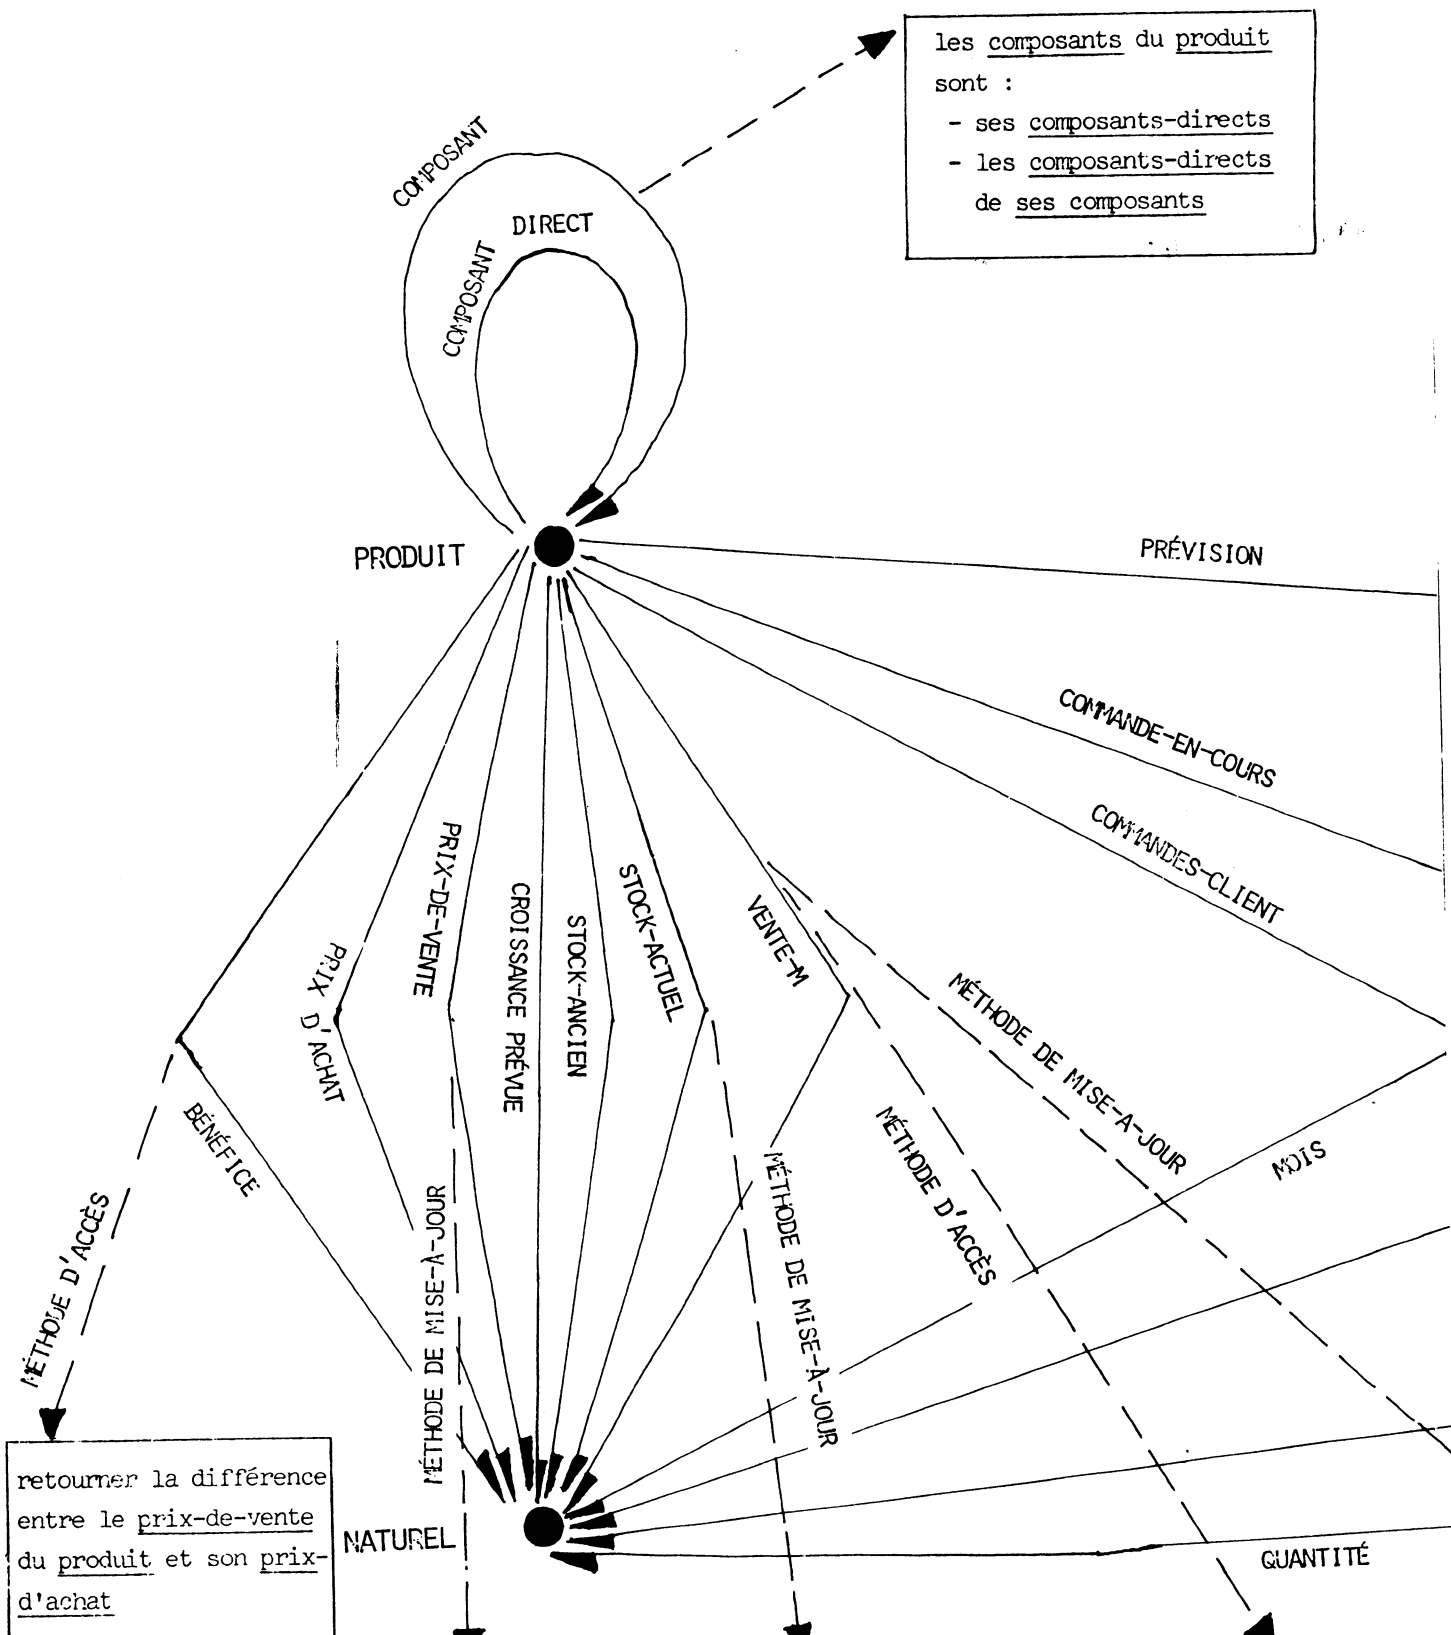 les composants du produit
sont :
- ses composants-directs
- les composants-directs
de ses composants
COMPOSANT
DIRECT
COMPOSANT
PRODUIT
PRÉVISION
COMMANDE-EN-COURS
COMMANDES-CLIENT
PRIX-DE-VENTE
CROISSANCE PRÉVUE
STOCK-ANCIEN
STOCK-ACTUEL
VENTE-M
PRIX D'ACHAT
BÉNÉFICE
MÉTHODE DE MISE-A-JOUR
MÉTHODE D'ACCÈS
MOIS
MÉTHODE D'ACCÈS
MÉTHODE DE MISE-À-JOUR
MÉTHODE DE MISE-À-JOUR
retourner la différence
entre le prix-de-vente
du produit et son prix-
d'achat
NATUREL
QUANTITÉ